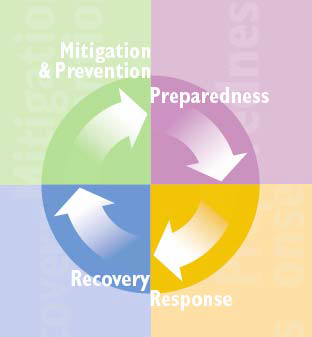 Mitigation
& Prevention
Preparedness
Recovery
Response